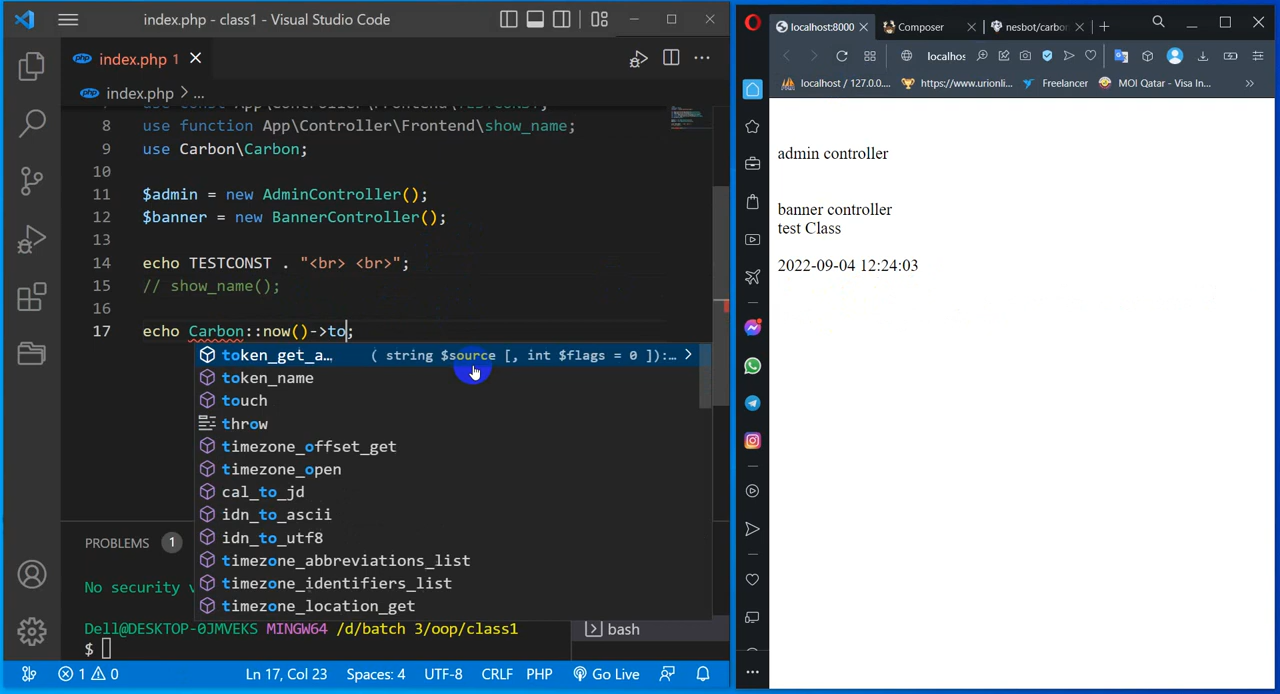 index.php - class1 - Visual Studio Code
php index.php 1
php index.php > ...
8 use function App\Controller\Frontend\show_name;
9 use Carbon\Carbon;
10
11 $admin = new AdminController();
12 $banner = new BannerController();
13
14 echo TESTCONST . "<br> <br>";
15 // show_name();
16
17 echo Carbon::now()->to;
token_get_a… ( string $source [, int $flags = 0 ]):…
token_name
touch
throw
timezone_offset_get
timezone_open
cal_to_jd
idn_to_ascii
idn_to_utf8
timezone_abbreviations_list
timezone_identifiers_list
timezone_location_get
PROBLEMS 1
No security v
Dell@DESKTOP-0JMVEKS MINGW64 /d/batch 3/oop/class1
$
bash
1 0 Ln 17, Col 23 Spaces: 4 UTF-8 CRLF PHP Go Live
localhost:8000 Composer nesbot/carbo
localhos
localhost / 127.0.0.... https://www.urionlin... Freelancer MOI Qatar - Visa In...
admin controller
banner controller
test Class
2022-09-04 12:24:03